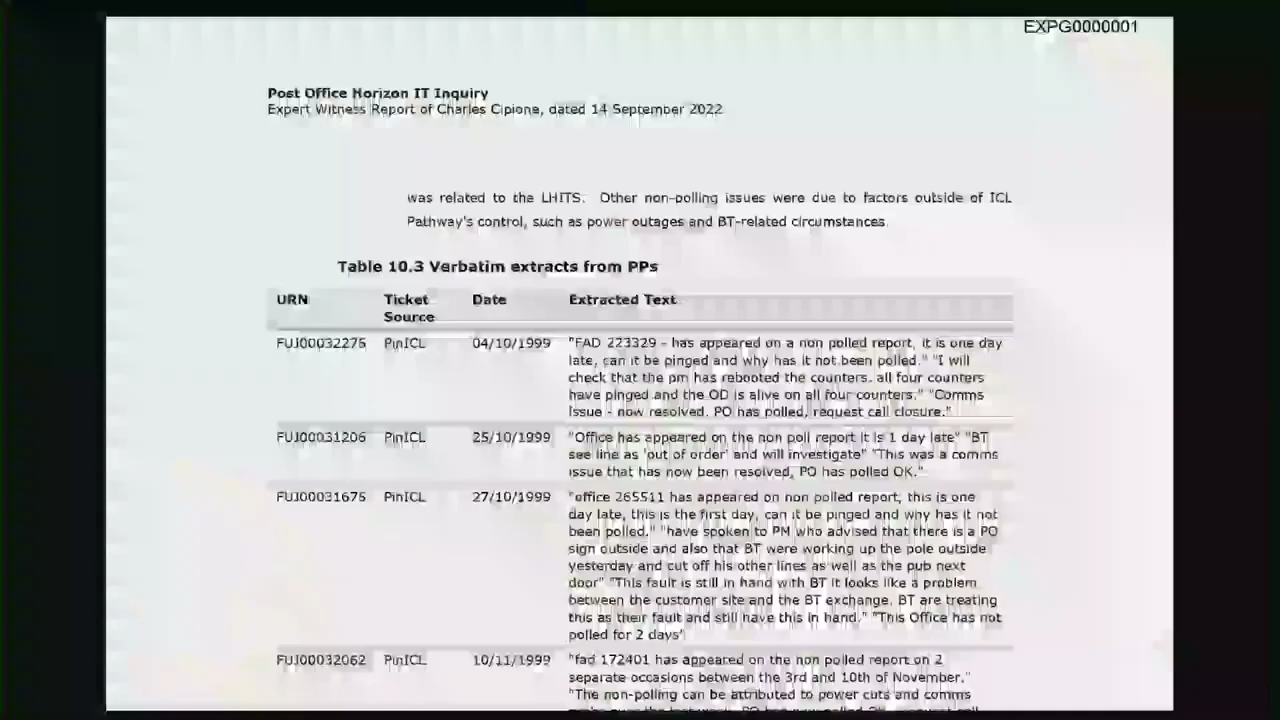 EXPG0000001
Post Office Horizon IT Inquiry
Expert Witness Report of Charles Cipione, dated 14 September 2022
was related to the LHITS. Other non-polling issues were due to factors outside of ICL
Pathway's control, such as power outages and BT-related circumstances.
Table 10.3 Verbatim extracts from PPs
URN Ticket Source Date Extracted Text
FUJ00032275 PinICL 04/10/1999 "FAD 223329 - has appeared on a non polled report, it is one day
late, can it be pinged and why has it not been polled." "I will
check that the pm has rebooted the counters. all four counters
have pinged and the OD is alive on all four counters." "Comms
issue - now resolved. PO has polled, request call closure."
FUJ00031206 PinICL 25/10/1999 "Office has appeared on the non poll report it is 1 day late" "BT
see line as 'out of order' and will investigate" "This was a comms
issue that has now been resolved, PO has polled OK."
FUJ00031675 PinICL 27/10/1999 "office 265511 has appeared on non polled report, this is one
day late, this is the first day, can it be pinged and why has it not
been polled." "have spoken to PM who advised that there is a PO
sign outside and also that BT were working up the pole outside
yesterday and cut off his other lines as well as the pub next
door" "This fault is still in hand with BT it looks like a problem
between the customer site and the BT exchange. BT are treating
this as their fault and still have this in hand." "This Office has not
polled for 2 days"
FUJ00032062 PinICL 10/11/1999 "fad 172401 has appeared on the non polled report on 2
separate occasions between the 3rd and 10th of November."
"The non-polling can be attributed to power cuts and comms